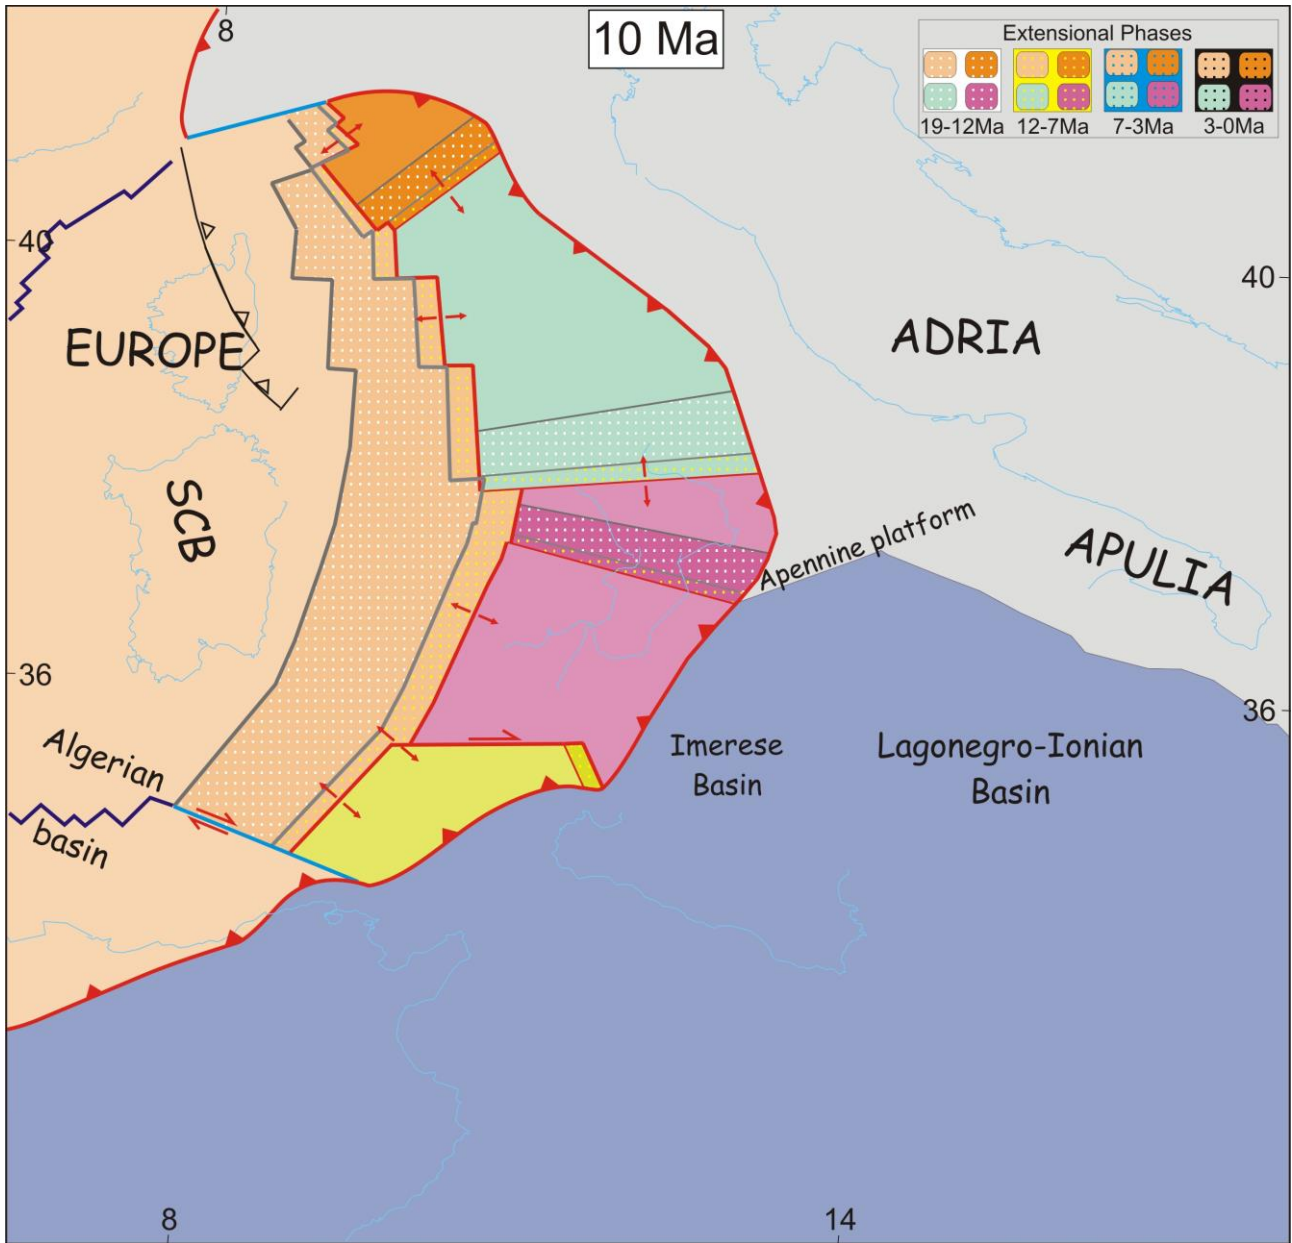 8
10 Ma
Extensional Phases
19-12Ma
12-7Ma
7-3Ma
3-0Ma
40
40
EUROPE
ADRIA
SCB
Apennine platform
APULIA
36
36
Algerian
basin
Imerese
Basin
Lagonegro-Ionian
Basin
8
14